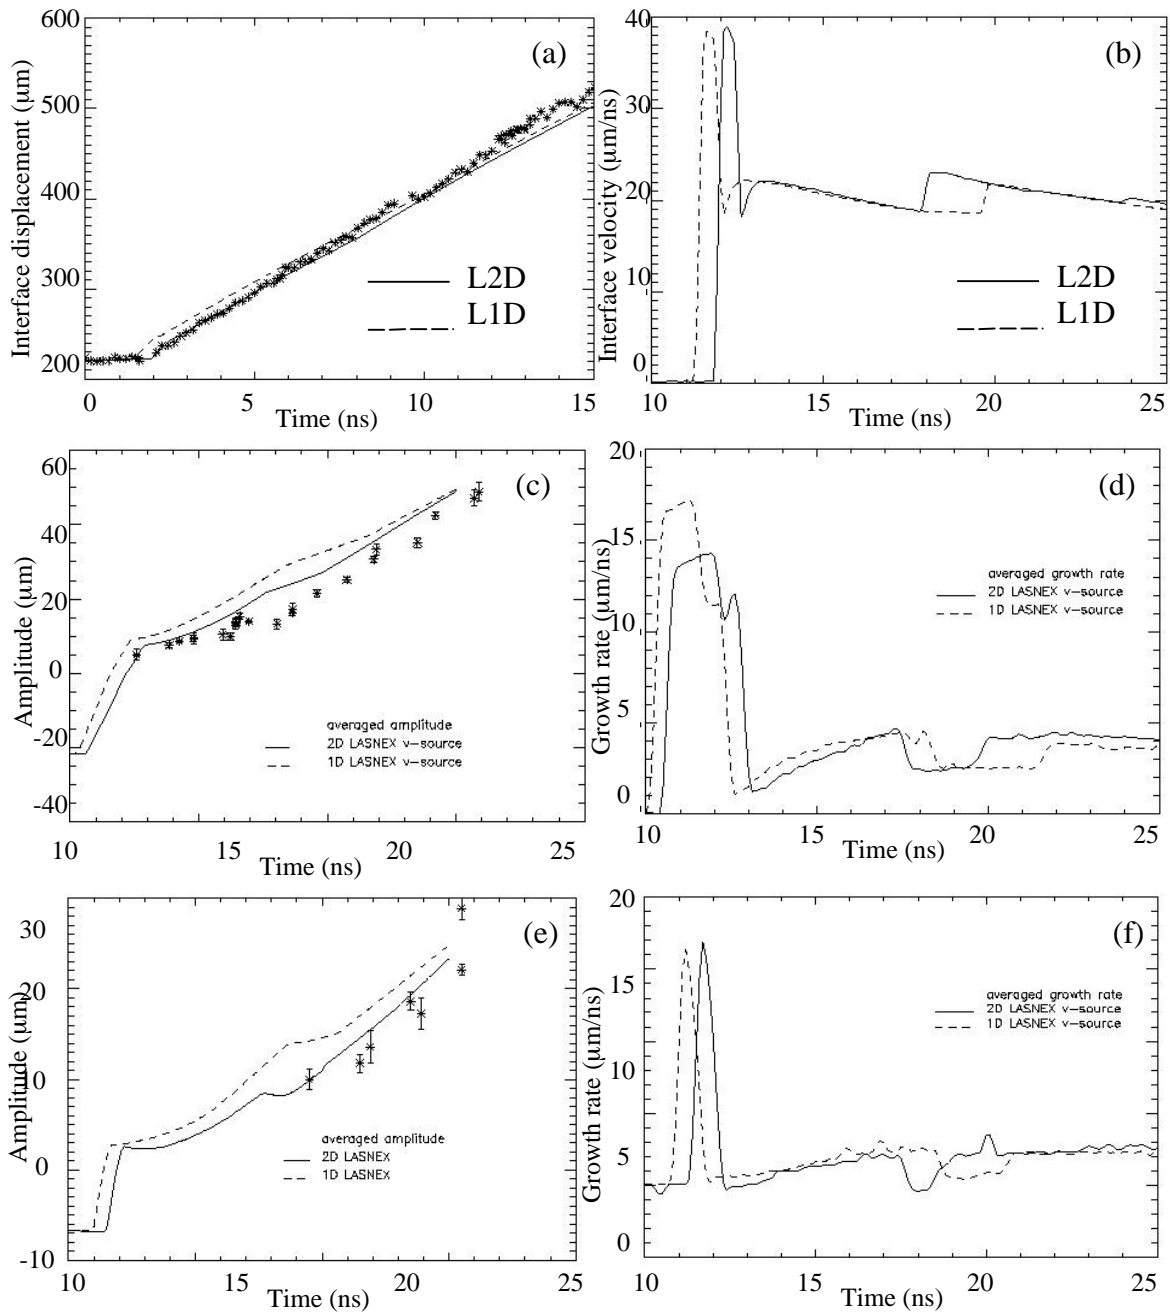 600
500
400
300
200
Interface displacement (μm)
(a)
L2D
L1D
0 5 10 15
Time (ns)
40
30
20
10
0
Interface velocity (μm/ns)
(b)
L2D
L1D
10 15 20 25
Time (ns)
60
40
20
0
-20
-40
Amplitude (μm)
(c)
averaged amplitude
2D LASNEX v-source
1D LASNEX v-source
10 15 20 25
Time (ns)
20
15
10
5
0
Growth rate (μm/ns)
(d)
averaged growth rate
2D LASNEX v-source
1D LASNEX v-source
10 15 20 25
Time (ns)
30
20
10
0
-10
Amplitude (μm)
(e)
averaged amplitude
2D LASNEX
1D LASNEX
10 15 20 25
Time (ns)
20
15
10
5
0
Growth rate (μm/ns)
(f)
averaged growth rate
2D LASNEX v-source
1D LASNEX v-source
10 15 20 25
Time (ns)